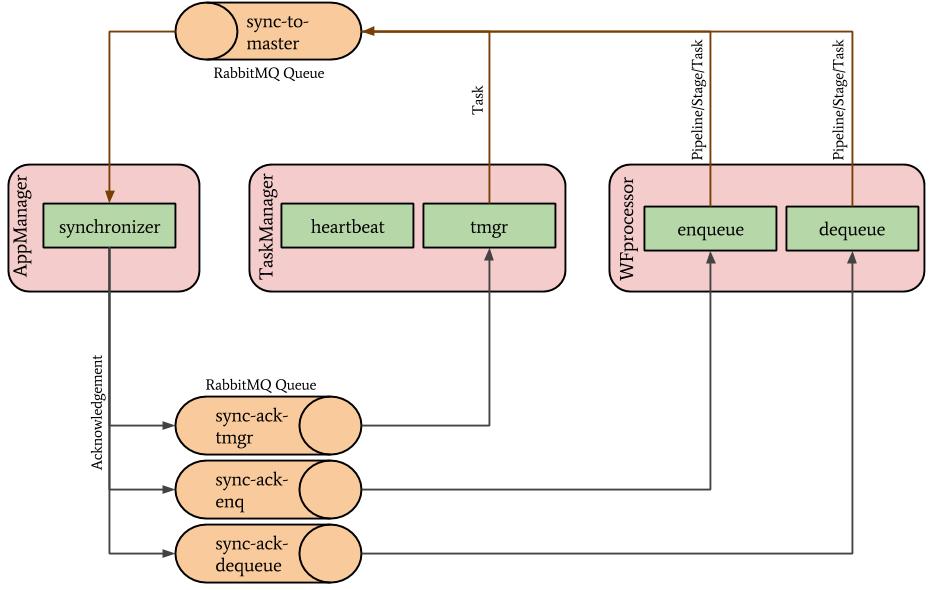 sync-to-
master
RabbitMQ Queue
Task
Pipeline/Stage/Task
Pipeline/Stage/Task
AppManager
synchronizer
TaskManager
heartbeat
tmgr
WFprocessor
enqueue
dequeue
Acknowledgement
RabbitMQ Queue
sync-ack-
tmgr
sync-ack-
enq
sync-ack-
dequeue